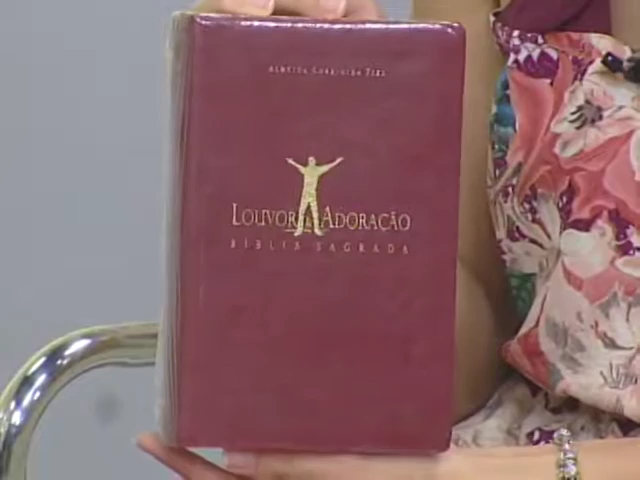 ALMEIDA CORRIGIDA FIEL
LOUVOR ADORAÇÃO
BÍBLIA SAGRADA